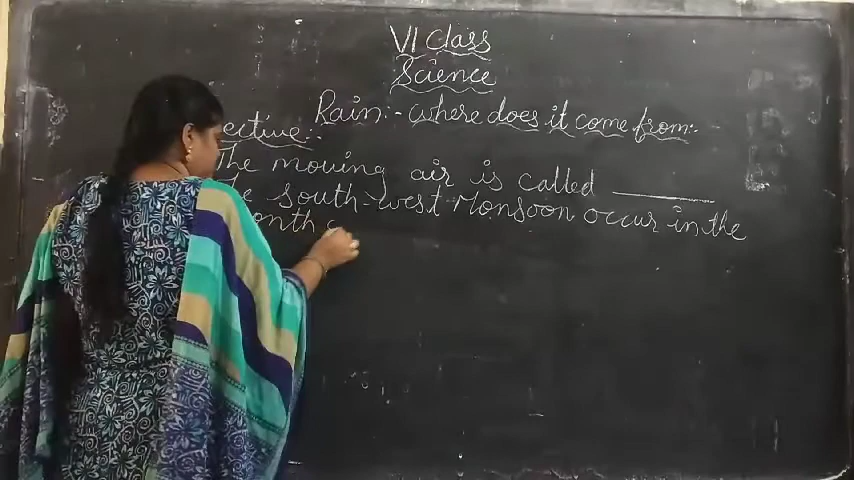 VI Class
Science
Rain:- where does it come from:-
ective:-
The moving air is called ______
he South-west Monsoon occur in the
onth